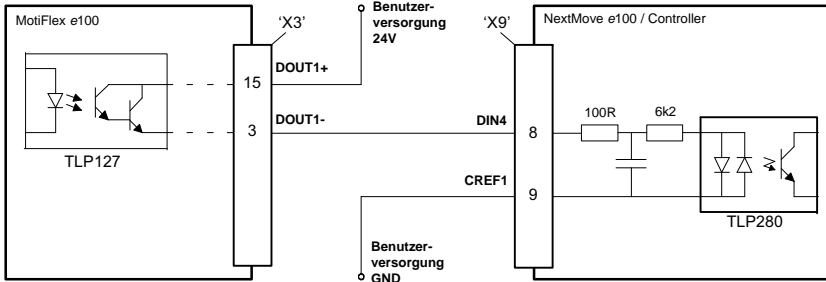 MotiFlex e100
'X3'
Benutzer-
versorgung
24V
'X9'
NextMove e100 / Controller
15
DOUT1+
3
DOUT1-
DIN4
8
100R
6k2
TLP127
CREF1
9
TLP280
Benutzer-
versorgung
GND